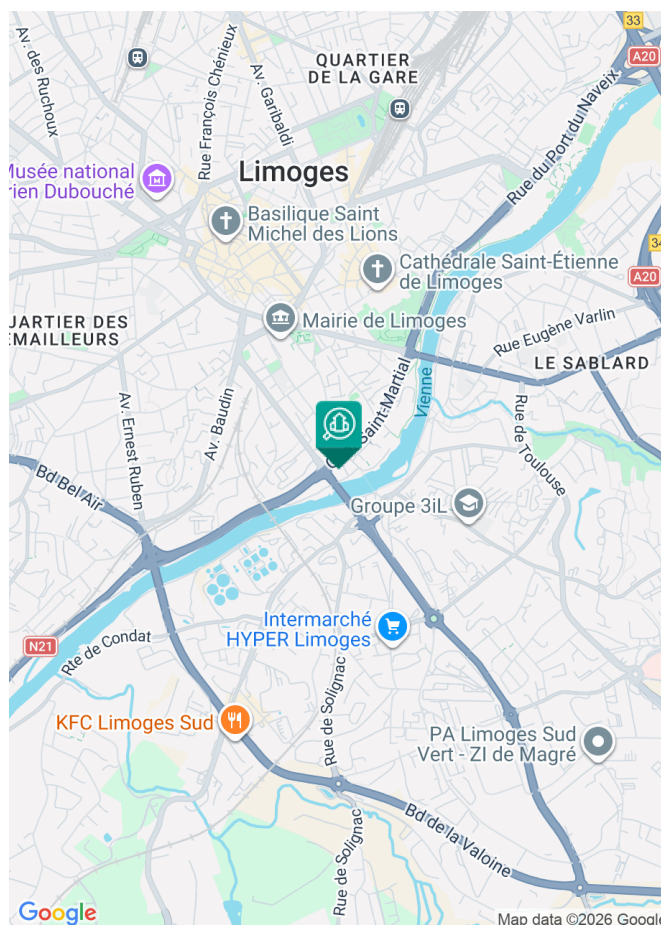 33
A20
Av. des Ruchoux
Rue François Chénieux
Av. Garibaldi
QUARTIER
DE LA GARE
Rue du Port du Naveix
Musée national
rien Dubouché
Limoges
Basilique Saint
Michel des Lions
34
Cathédrale Saint-Étienne
de Limoges
A20
Mairie de Limoges
UARTIER DES
EMAILLEURS
Rue Eugène Varlin
LE SABLARD
Av. Ernest Ruben
Av. Baudin
Saint-Martial
Vienne
Rue de Toulouse
Bd Bel Air
Groupe 3iL
Intermarché
HYPER Limoges
N21
Rte de Condat
Rue de Solignac
KFC Limoges Sud
PA Limoges Sud
Vert - ZI de Magré
Bd de la Valoine
Rue de Solignac
Google
Map data ©2026 Google